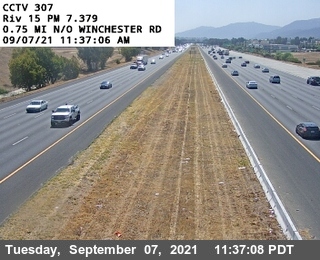 CCTV 307
Riv 15 PM 7.379
0.75 MI N/O WINCHESTER RD
09/07/21 11:37:06 AM
Tuesday, September 07, 2021 11:37:08 PDT